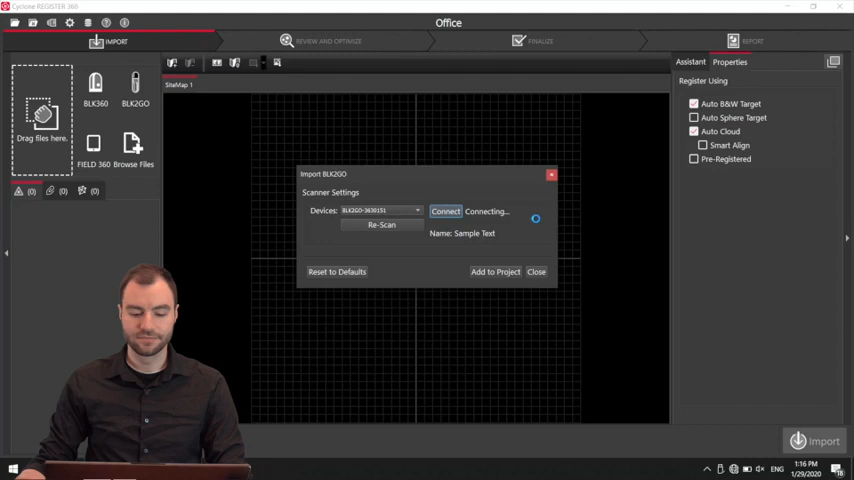 Cyclone REGISTER 360
Office
IMPORT
REVIEW AND OPTIMIZE
FINALIZE
REPORT
Drag files here.
BLK360
BLK2GO
FIELD 360
Browse Files
(0)
(0)
(0)
SiteMap 1
Assistant
Properties
Register Using
Auto B&W Target
Auto Sphere Target
Auto Cloud
Smart Align
Pre-Registered
Import BLK2GO
Scanner Settings
Devices:
BLK2GO-3630151
Connect
Connecting...
Re-Scan
Name: Sample Text
Reset to Defaults
Add to Project
Close
Import
ENG
1:16 PM
1/29/2020
18